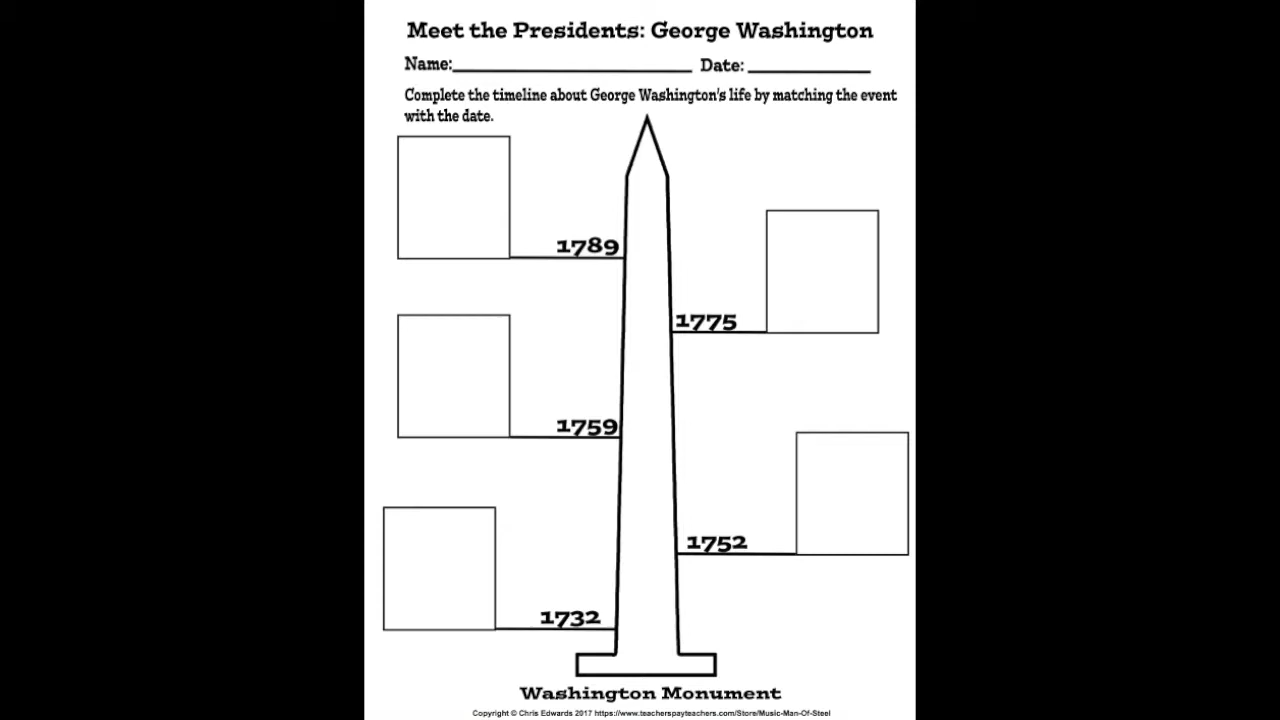 Meet the Presidents: George Washington
Name:____________________ Date: __________
Complete the timeline about George Washington's life by matching the event
with the date.
1789
1775
1759
1752
1732
Washington Monument
Copyright © Chris Edwards 2017 https://www.teacherspayteachers.com/Store/Music-Man-Of-Steel